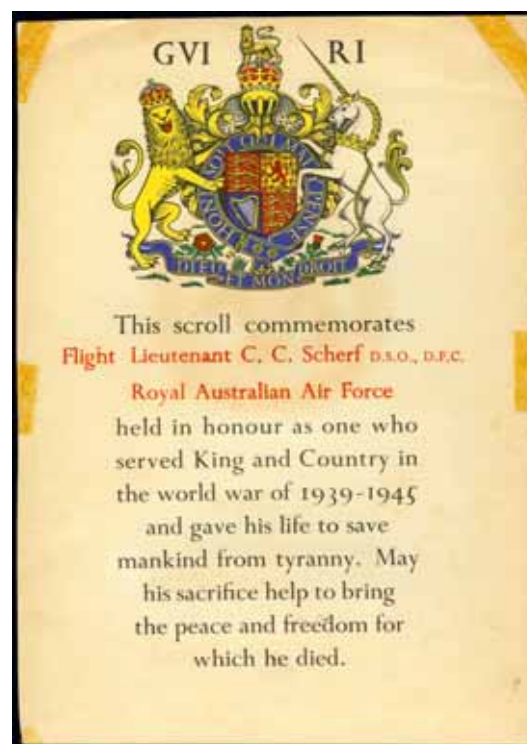 GVI RI
HONI SOIT QUI MAL Y PENSE
DIEU ET MON DROIT
This scroll commemorates
Flight Lieutenant C. C. Scherf D.S.O., D.F.C.
Royal Australian Air Force
held in honour as one who
served King and Country in
the world war of 1939-1945
and gave his life to save
mankind from tyranny. May
his sacrifice help to bring
the peace and freedom for
which he died.